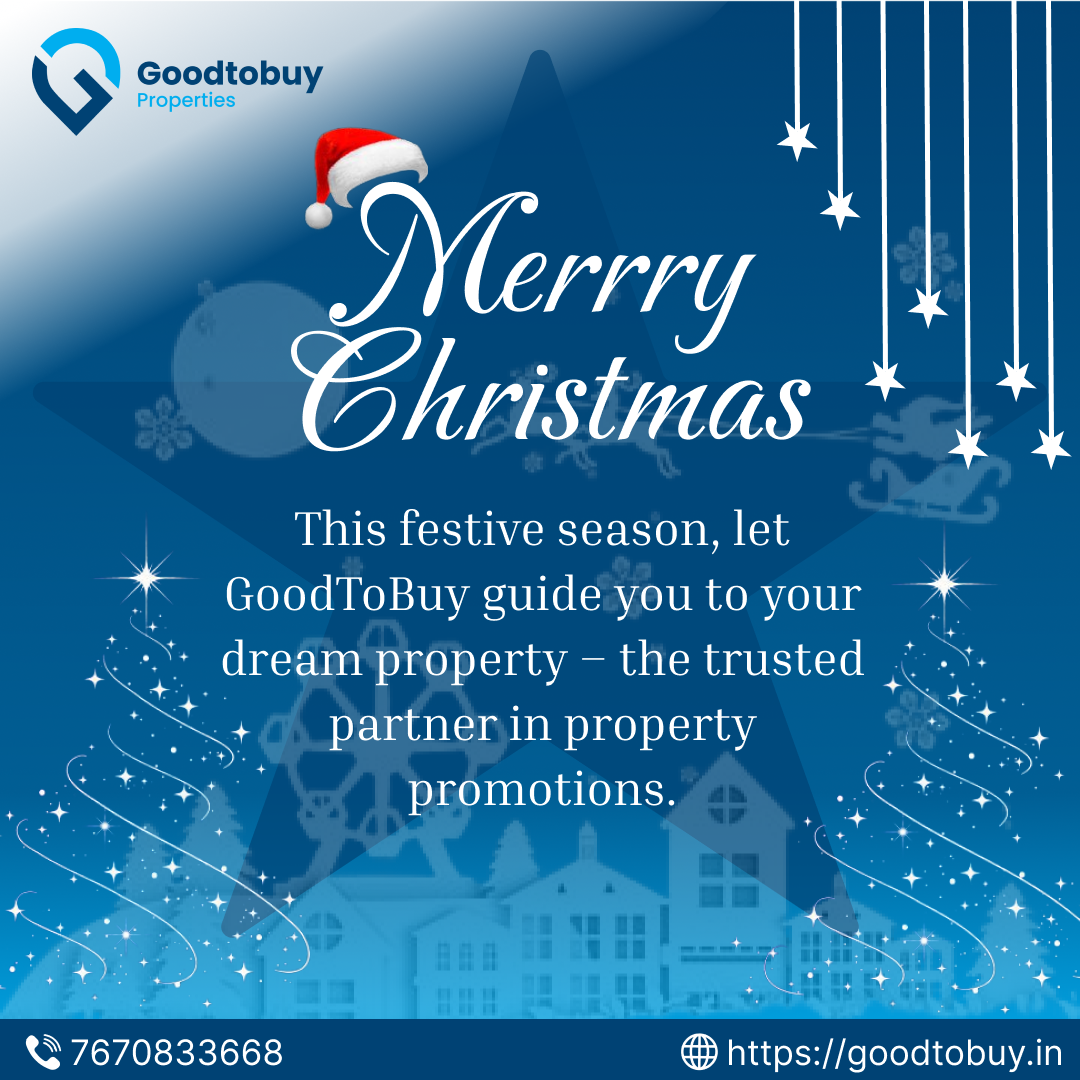 Goodtobuy
Properties
Merrry
Christmas
This festive season, let
GoodToBuy guide you to your
dream property – the trusted
partner in property
promotions.
7670833668
https://goodtobuy.in